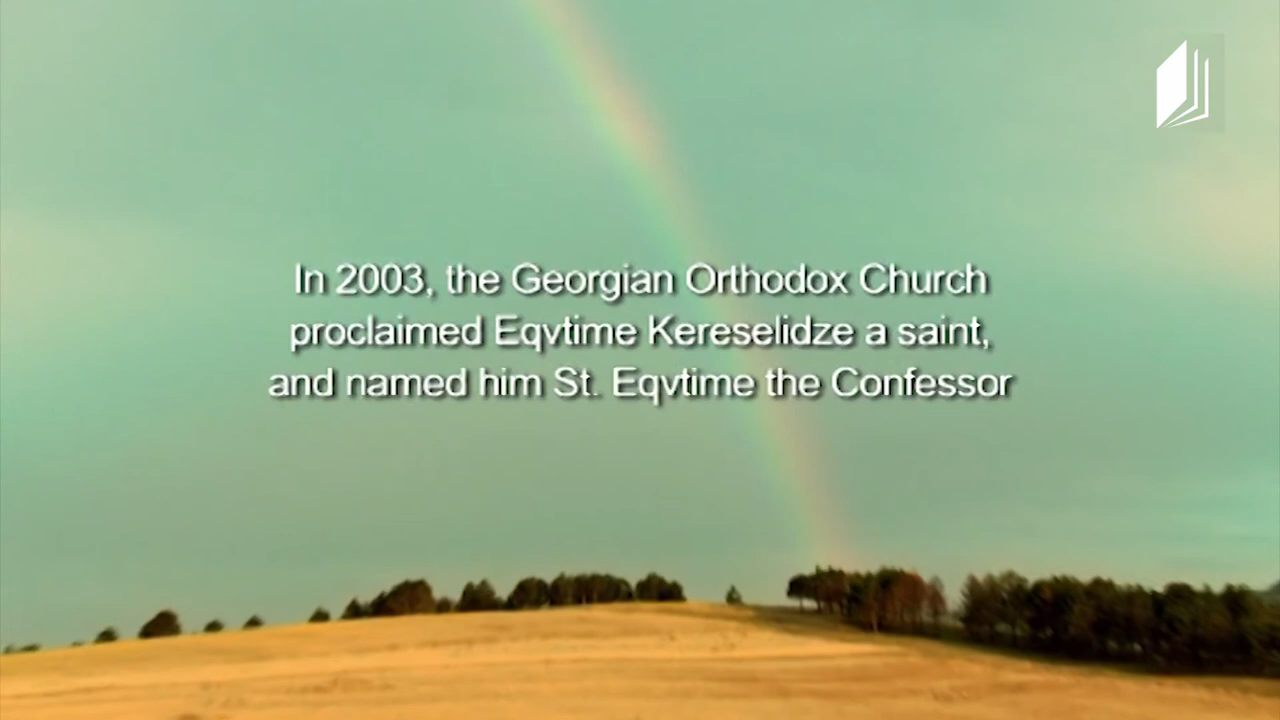 In 2003, the Georgian Orthodox Church
proclaimed Eqvtime Kereselidze a saint,
and named him St. Eqvtime the Confessor